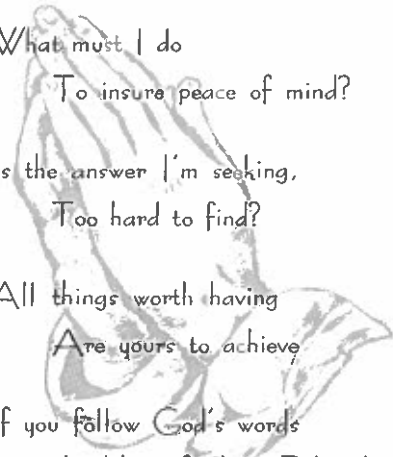 What must I do
To insure peace of mind?
s the answer I'm seeking,
Too hard to find?
All things worth having
Are yours to achieve
f you follow God's words